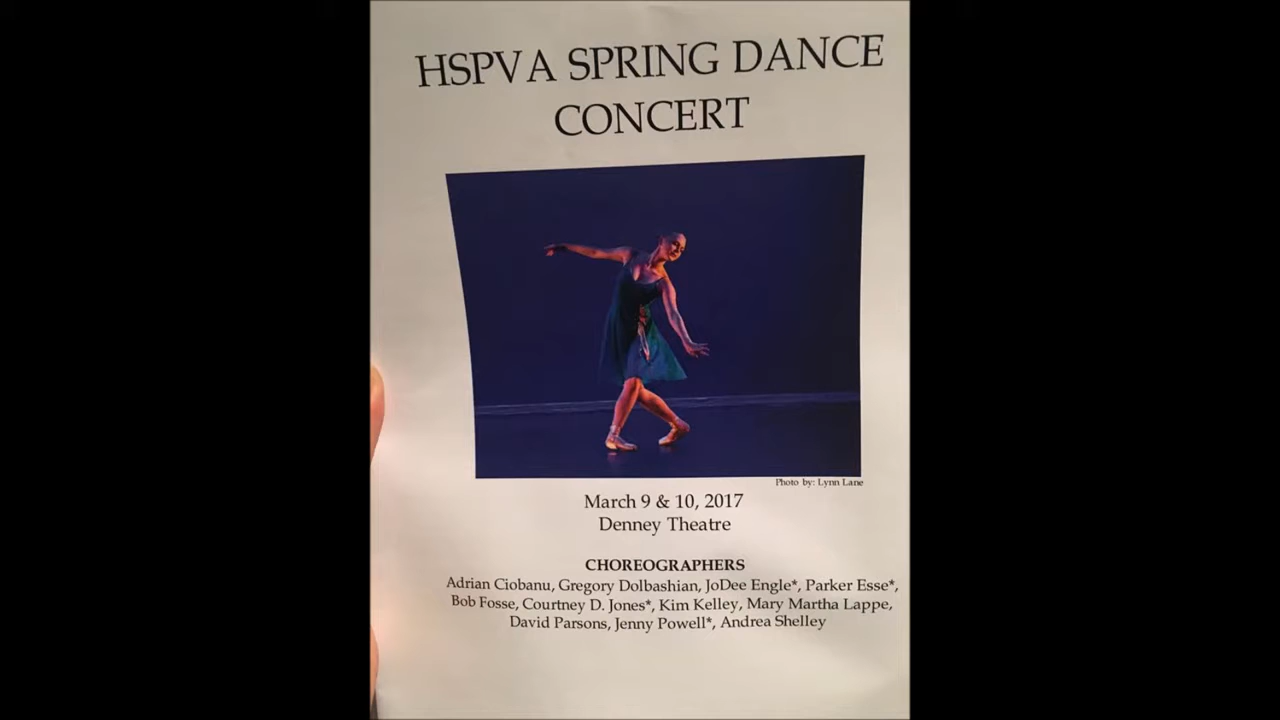 HSPVA SPRING DANCE
CONCERT
Photo by: Lynn Lane
March 9 & 10, 2017
Denney Theatre
CHOREOGRAPHERS
Adrian Ciobanu, Gregory Dolbashian, JoDee Engle*, Parker Esse*,
Bob Fosse, Courtney D. Jones*, Kim Kelley, Mary Martha Lappe,
David Parsons, Jenny Powell*, Andrea Shelley